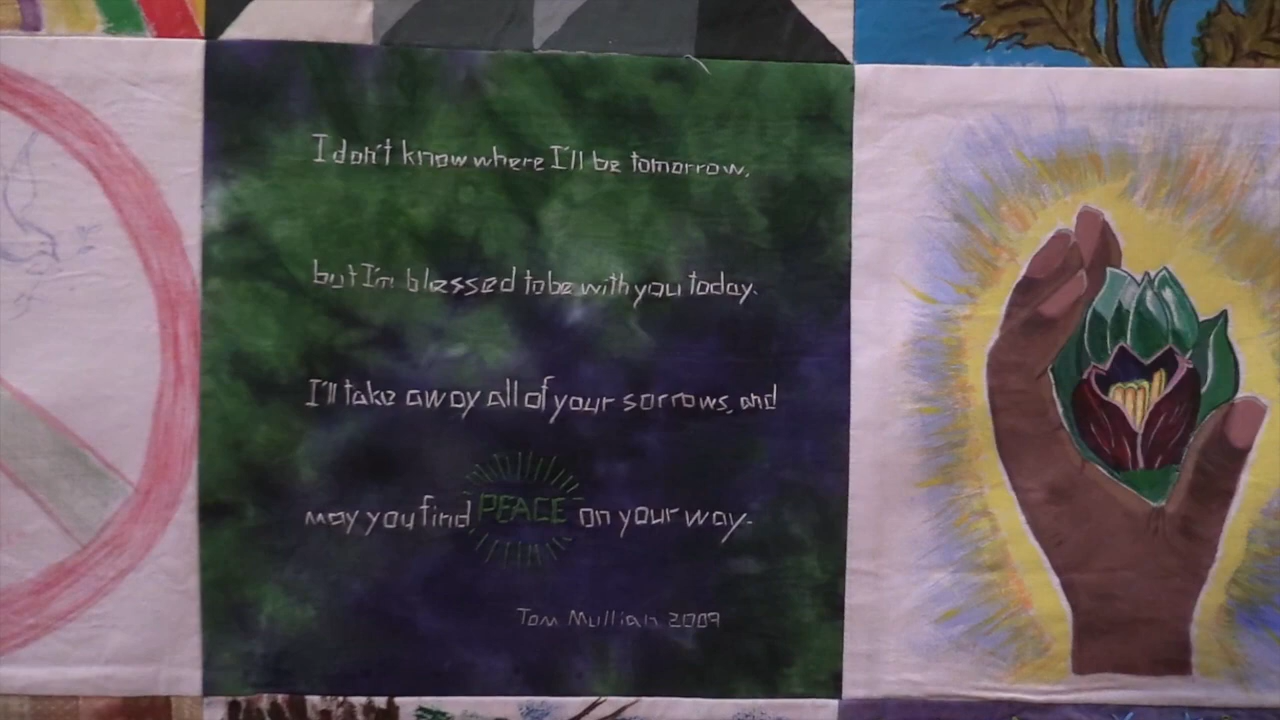 I don't know where I'll be tomorrow,
but I'm blessed to be with you today.
I'll take away all of your sorrows, and
may you find PEACE on your way.
Tom Mullian 2009